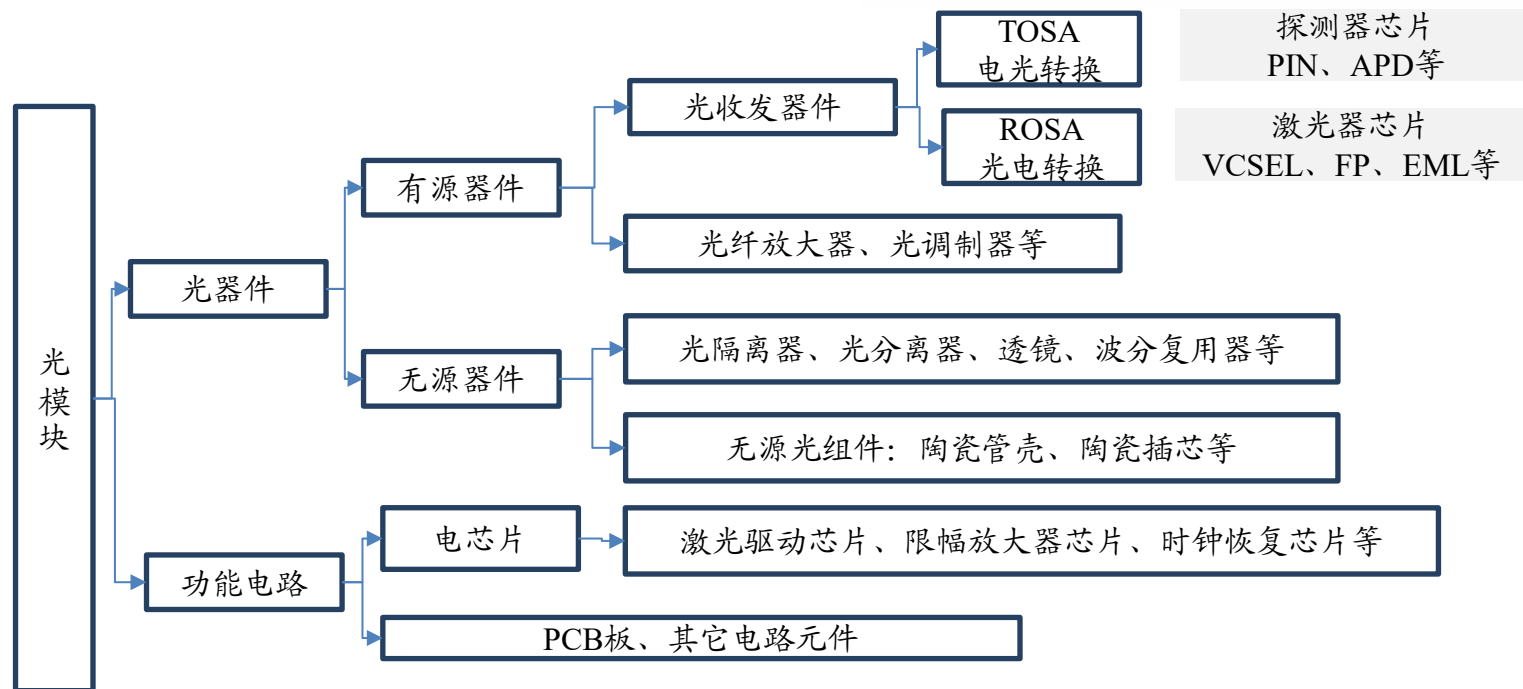 TOSA
电光转换
探测器芯片
PIN、APD等
光收发器件
ROSA
光电转换
激光器芯片
VCSEL、FP、EML等
有源器件
光纤放大器、光调制器等
光器件
光隔离器、光分离器、透镜、波分复用器等
无源器件
无源光组件：陶瓷管壳、陶瓷插芯等
光
模
块
电芯片
激光驱动芯片、限幅放大器芯片、时钟恢复芯片等
功能电路
PCB板、其它电路元件